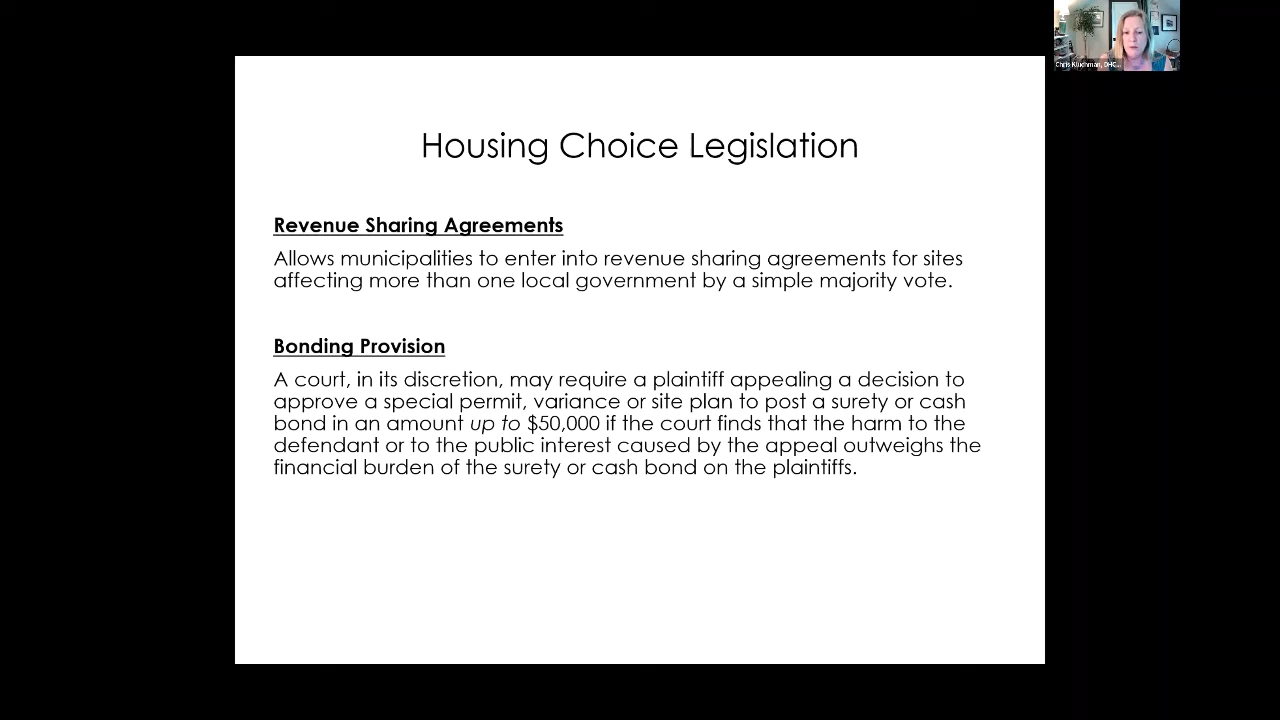 Chris Kluchman, DHC...
Housing Choice Legislation
Revenue Sharing Agreements
Allows municipalities to enter into revenue sharing agreements for sites
affecting more than one local government by a simple majority vote.
Bonding Provision
A court, in its discretion, may require a plaintiff appealing a decision to
approve a special permit, variance or site plan to post a surety or cash
bond in an amount up to $50,000 if the court finds that the harm to the
defendant or to the public interest caused by the appeal outweighs the
financial burden of the surety or cash bond on the plaintiffs.